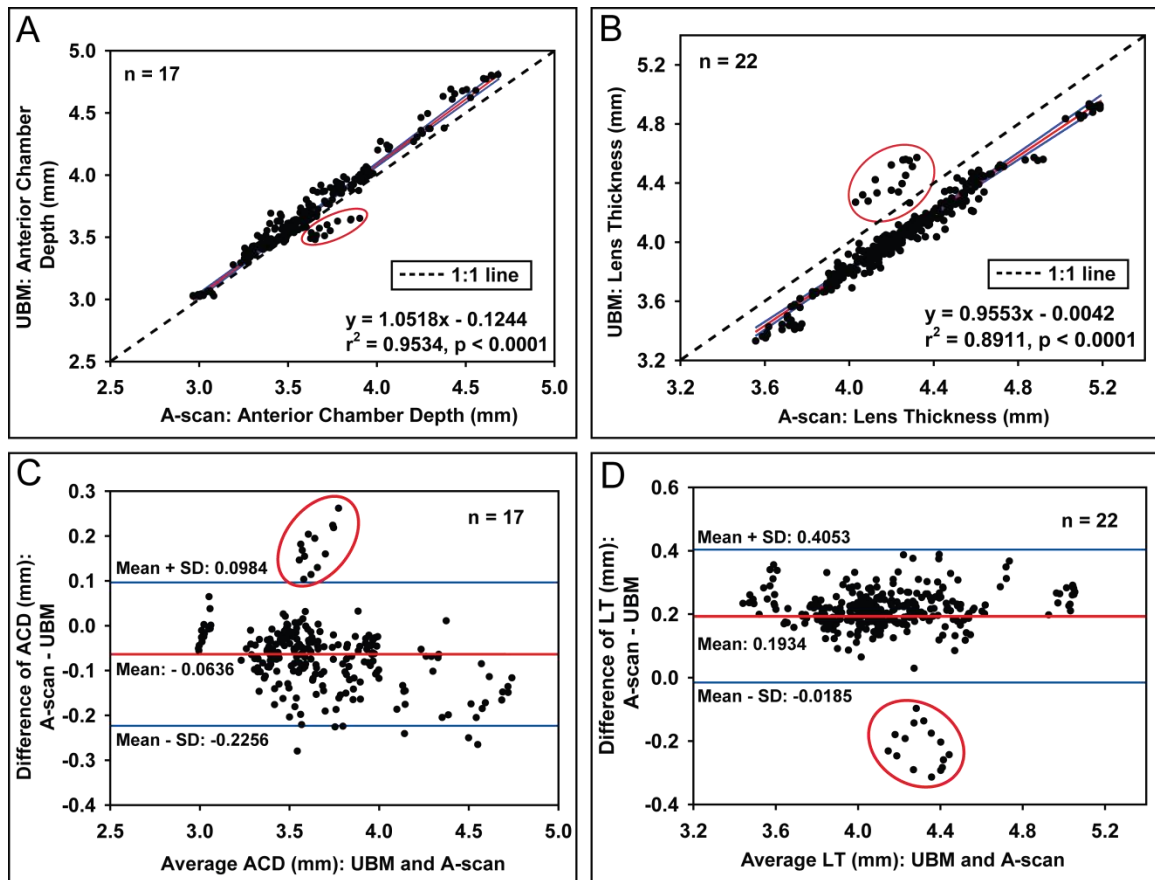 A
n = 17
5.0
4.5
4.0
3.5
3.0
2.5
UBM: Anterior Chamber
Depth (mm)
1:1 line
y = 1.0518x - 0.1244
r² = 0.9534, p < 0.0001
2.5 3.0 3.5 4.0 4.5 5.0
A-scan: Anterior Chamber Depth (mm)
B
n = 22
5.2
4.8
4.4
4.0
3.6
3.2
UBM: Lens Thickness (mm)
1:1 line
y = 0.9553x - 0.0042
r² = 0.8911, p < 0.0001
3.2 3.6 4.0 4.4 4.8 5.2
A-scan: Lens Thickness (mm)
C
n = 17
0.3
0.2
0.1
0.0
-0.1
-0.2
-0.3
-0.4
Difference of ACD (mm):
A-scan - UBM
Mean + SD: 0.0984
Mean: - 0.0636
Mean - SD: -0.2256
2.5 3.0 3.5 4.0 4.5 5.0
Average ACD (mm): UBM and A-scan
D
n = 22
0.6
0.4
0.2
0.0
-0.2
-0.4
Difference of LT (mm):
A-scan - UBM
Mean + SD: 0.4053
Mean: 0.1934
Mean - SD: -0.0185
3.2 3.6 4.0 4.4 4.8 5.2
Average LT (mm): UBM and A-scan